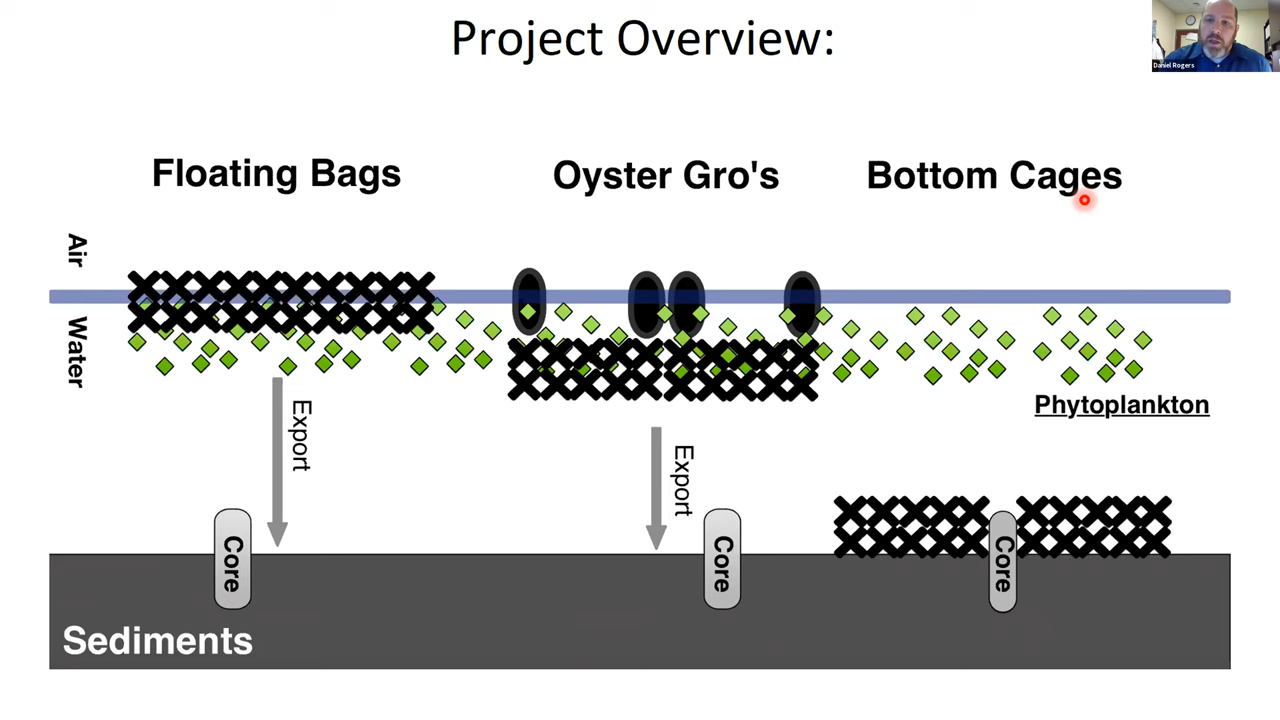 Project Overview:
Daniel Rogers
Floating Bags
Oyster Gro's
Bottom Cages
Air
Water
Phytoplankton
Export
Export
Core
Core
Core
Sediments